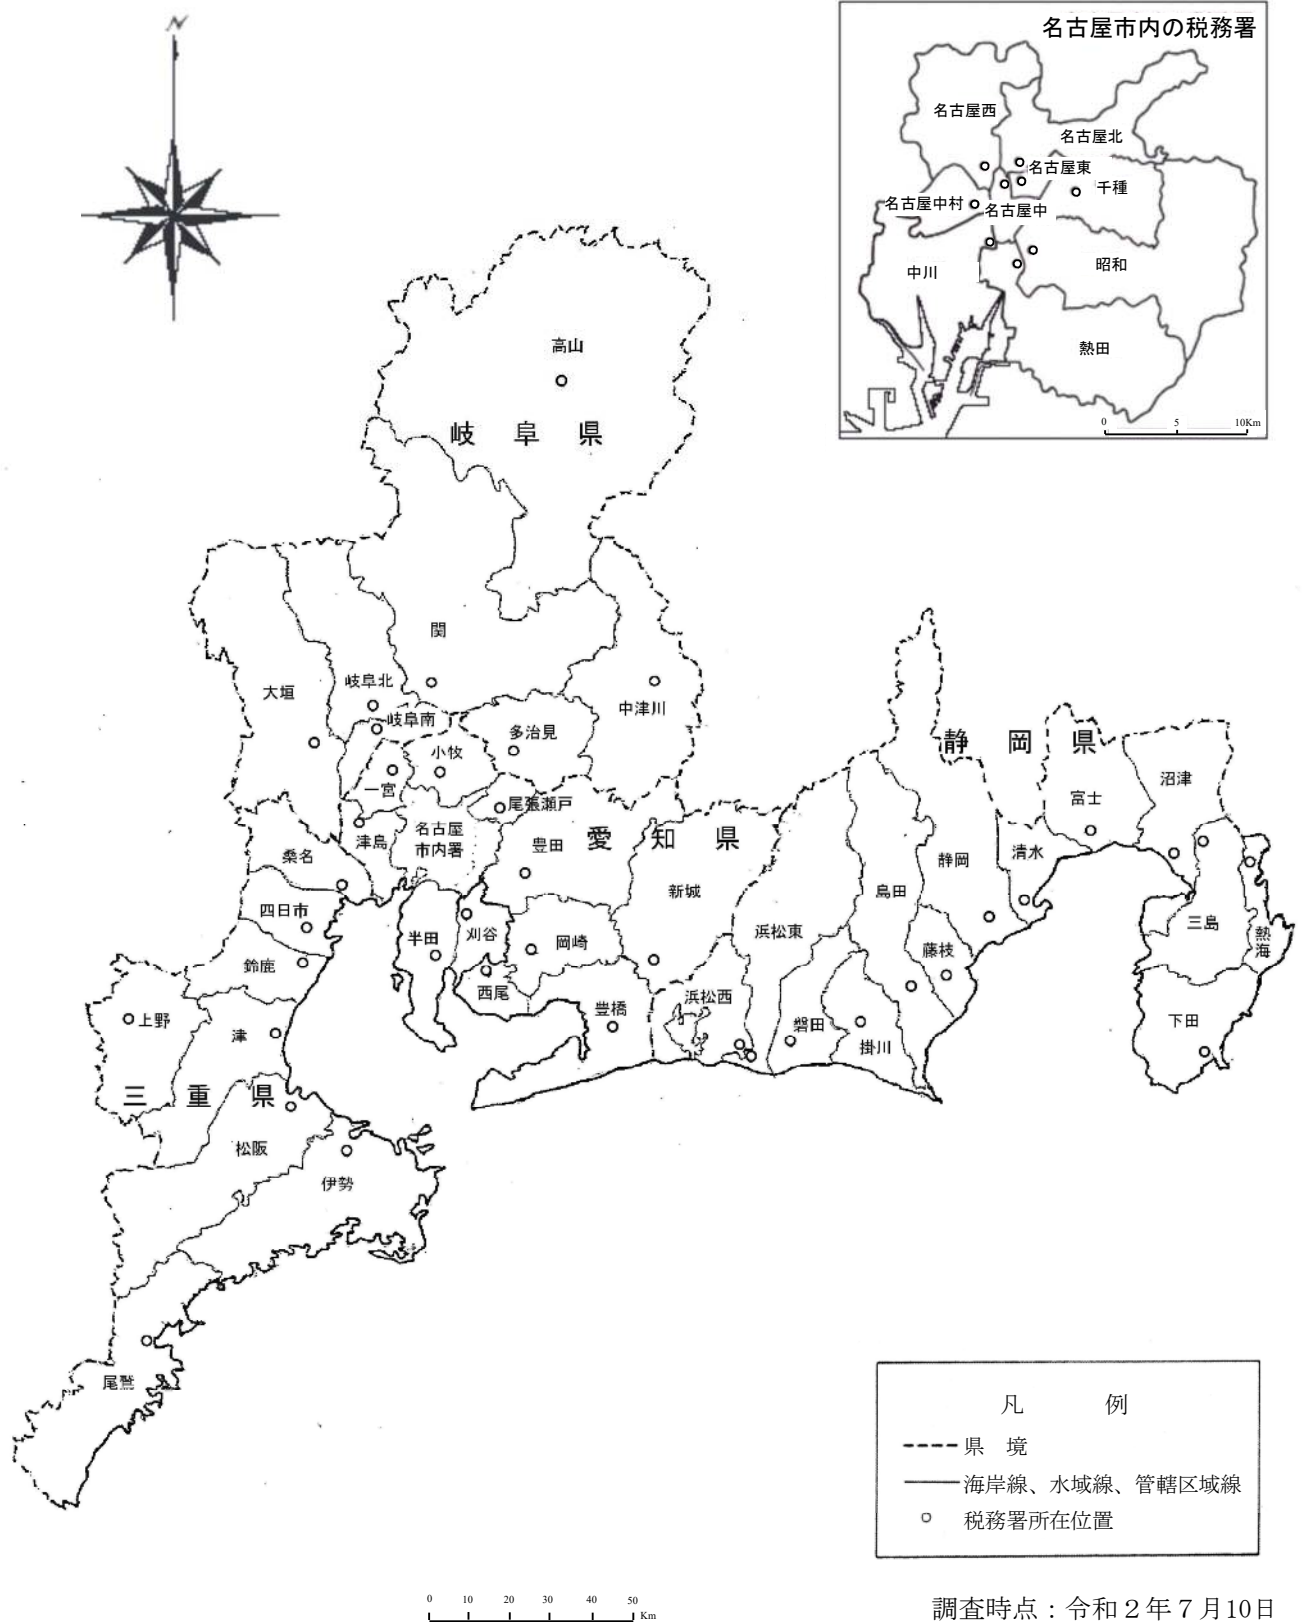 N
名古屋市内の税務署
名古屋西
名古屋北
名古屋東
千種
名古屋中村
名古屋中
中川
昭和
熱田
0 5 10Km
高山
岐阜県
関
大垣
岐阜北
岐阜南
中津川
多治見
小牧
一宮
尾張瀬戸
津島
名古屋
市内署
豊田
愛知県
静岡県
沼津
富士
桑名
新城
島田
静岡
清水
四日市
半田
刈谷
岡崎
浜松東
藤枝
三島
熱海
鈴鹿
西尾
浜松西
上野
津
豊橋
磐田
掛川
下田
三重県
松阪
伊勢
尾鷲
凡例
県境
海岸線、水域線、管轄区域線
税務署所在位置
0 10 20 30 40 50
Km
調査時点：令和２年７月10日